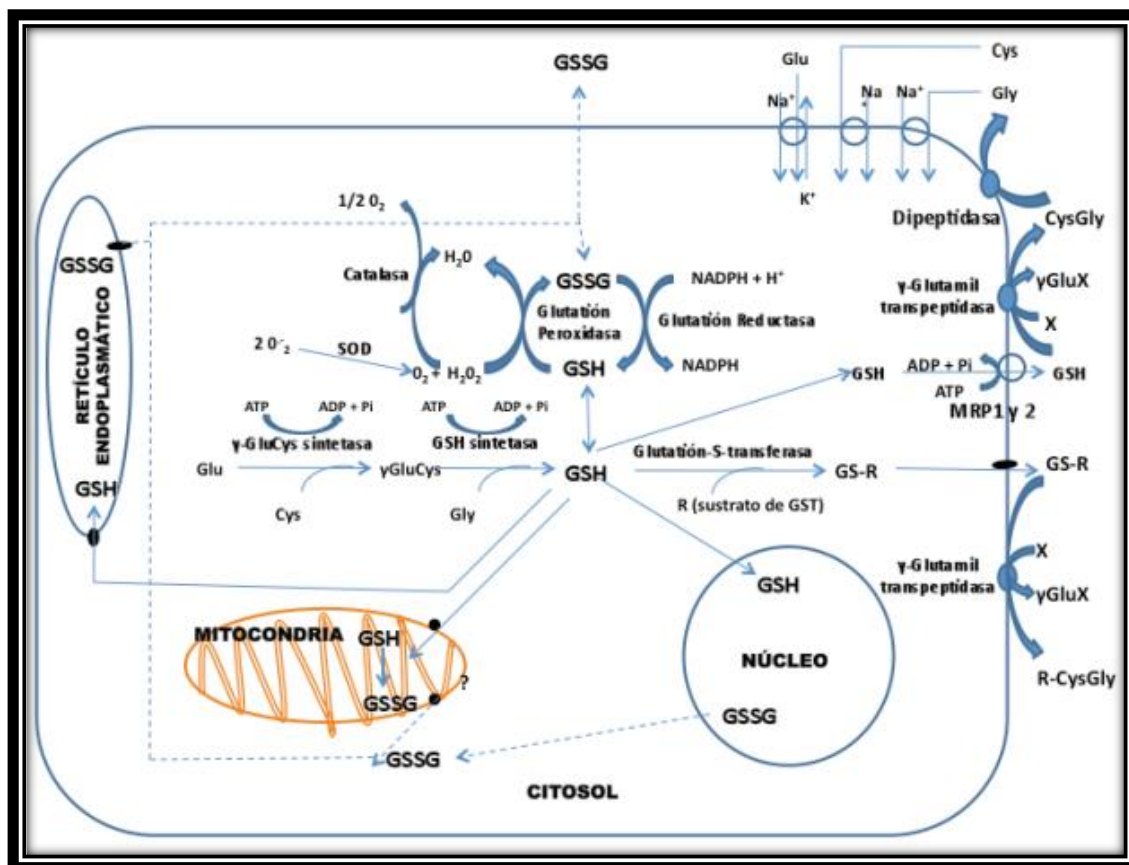 GSSG
Glu
Cys
Na⁺
Na
+
Na⁺
Gly
K⁺
Dipeptídasa
CysGly
1/2 O₂
H₂O
Catalasa
GSSG
NADPH + H⁺
Glutatión
Peroxidasa
Glutatión Reductasa
2 O·⁻₂
SOD
O₂ + H₂O₂
GSH
NADPH
γ-Glutamil
transpeptídasa
γGluX
X
GSH
ADP + Pi
ATP
GSH
MRP1 y 2
RETÍCULO
ENDOPLASMÁTICO
GSSG
GSH
ATP
ADP + Pi
ATP
ADP + Pi
γ-GluCys sintetasa
GSH sintetasa
Glu
γGluCys
GSH
Cys
Gly
Glutatión-S-transferasa
GS-R
GS-R
R (sustrato de GST)
X
γ-Glutamil
transpeptídasa
γGluX
R-CysGly
MITOCONDRIA
GSH
GSSG
?
GSH
NÚCLEO
GSSG
GSSG
CITOSOL